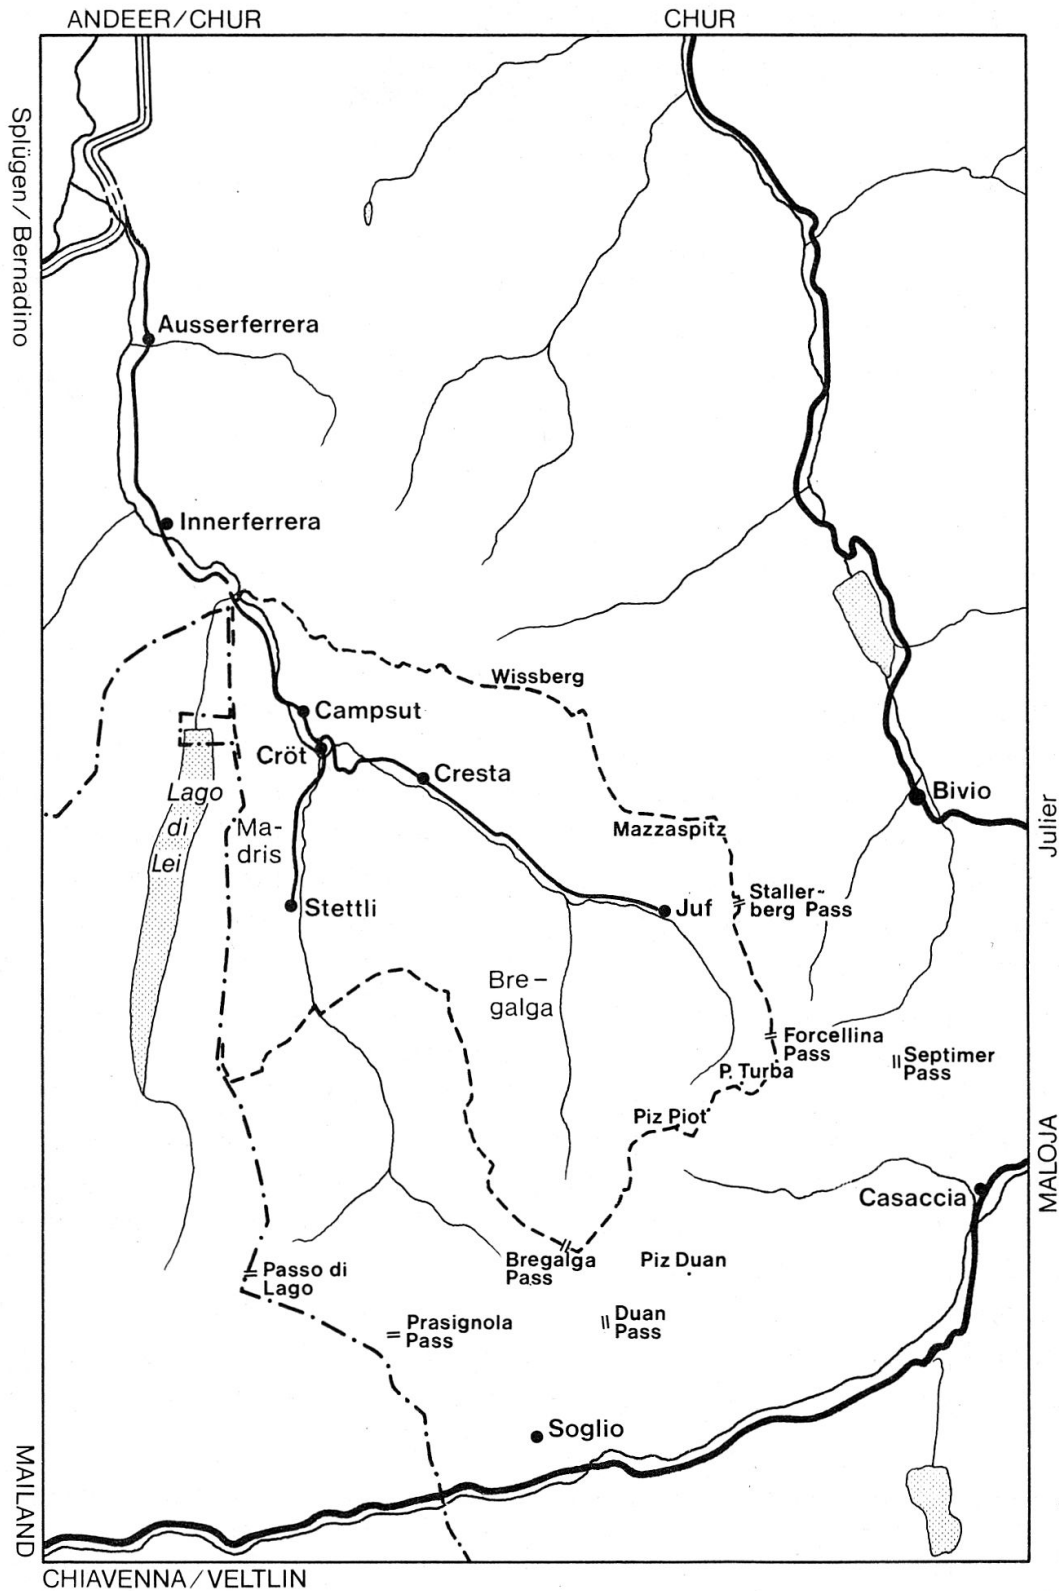 ANDEER/CHUR
CHUR
Splügen/Bernadino
Ausserferrera
Innerferrera
Wissberg
Campsut
Cröt
Cresta
Bivio
Lago
di
Lei
Ma-
dris
Mazzaspitz
Julier
Stettli
Juf
Staller-
berg Pass
Bre-
galga
Forcellina
Pass
Septimer
Pass
P. Turba
Piz Piot
MALOJA
Casaccia
Passo di
Lago
Bregalga
Pass
Piz Duan
Prasignola
Pass
Duan
Pass
Soglio
MAILAND
CHIAVENNA/VELTLIN